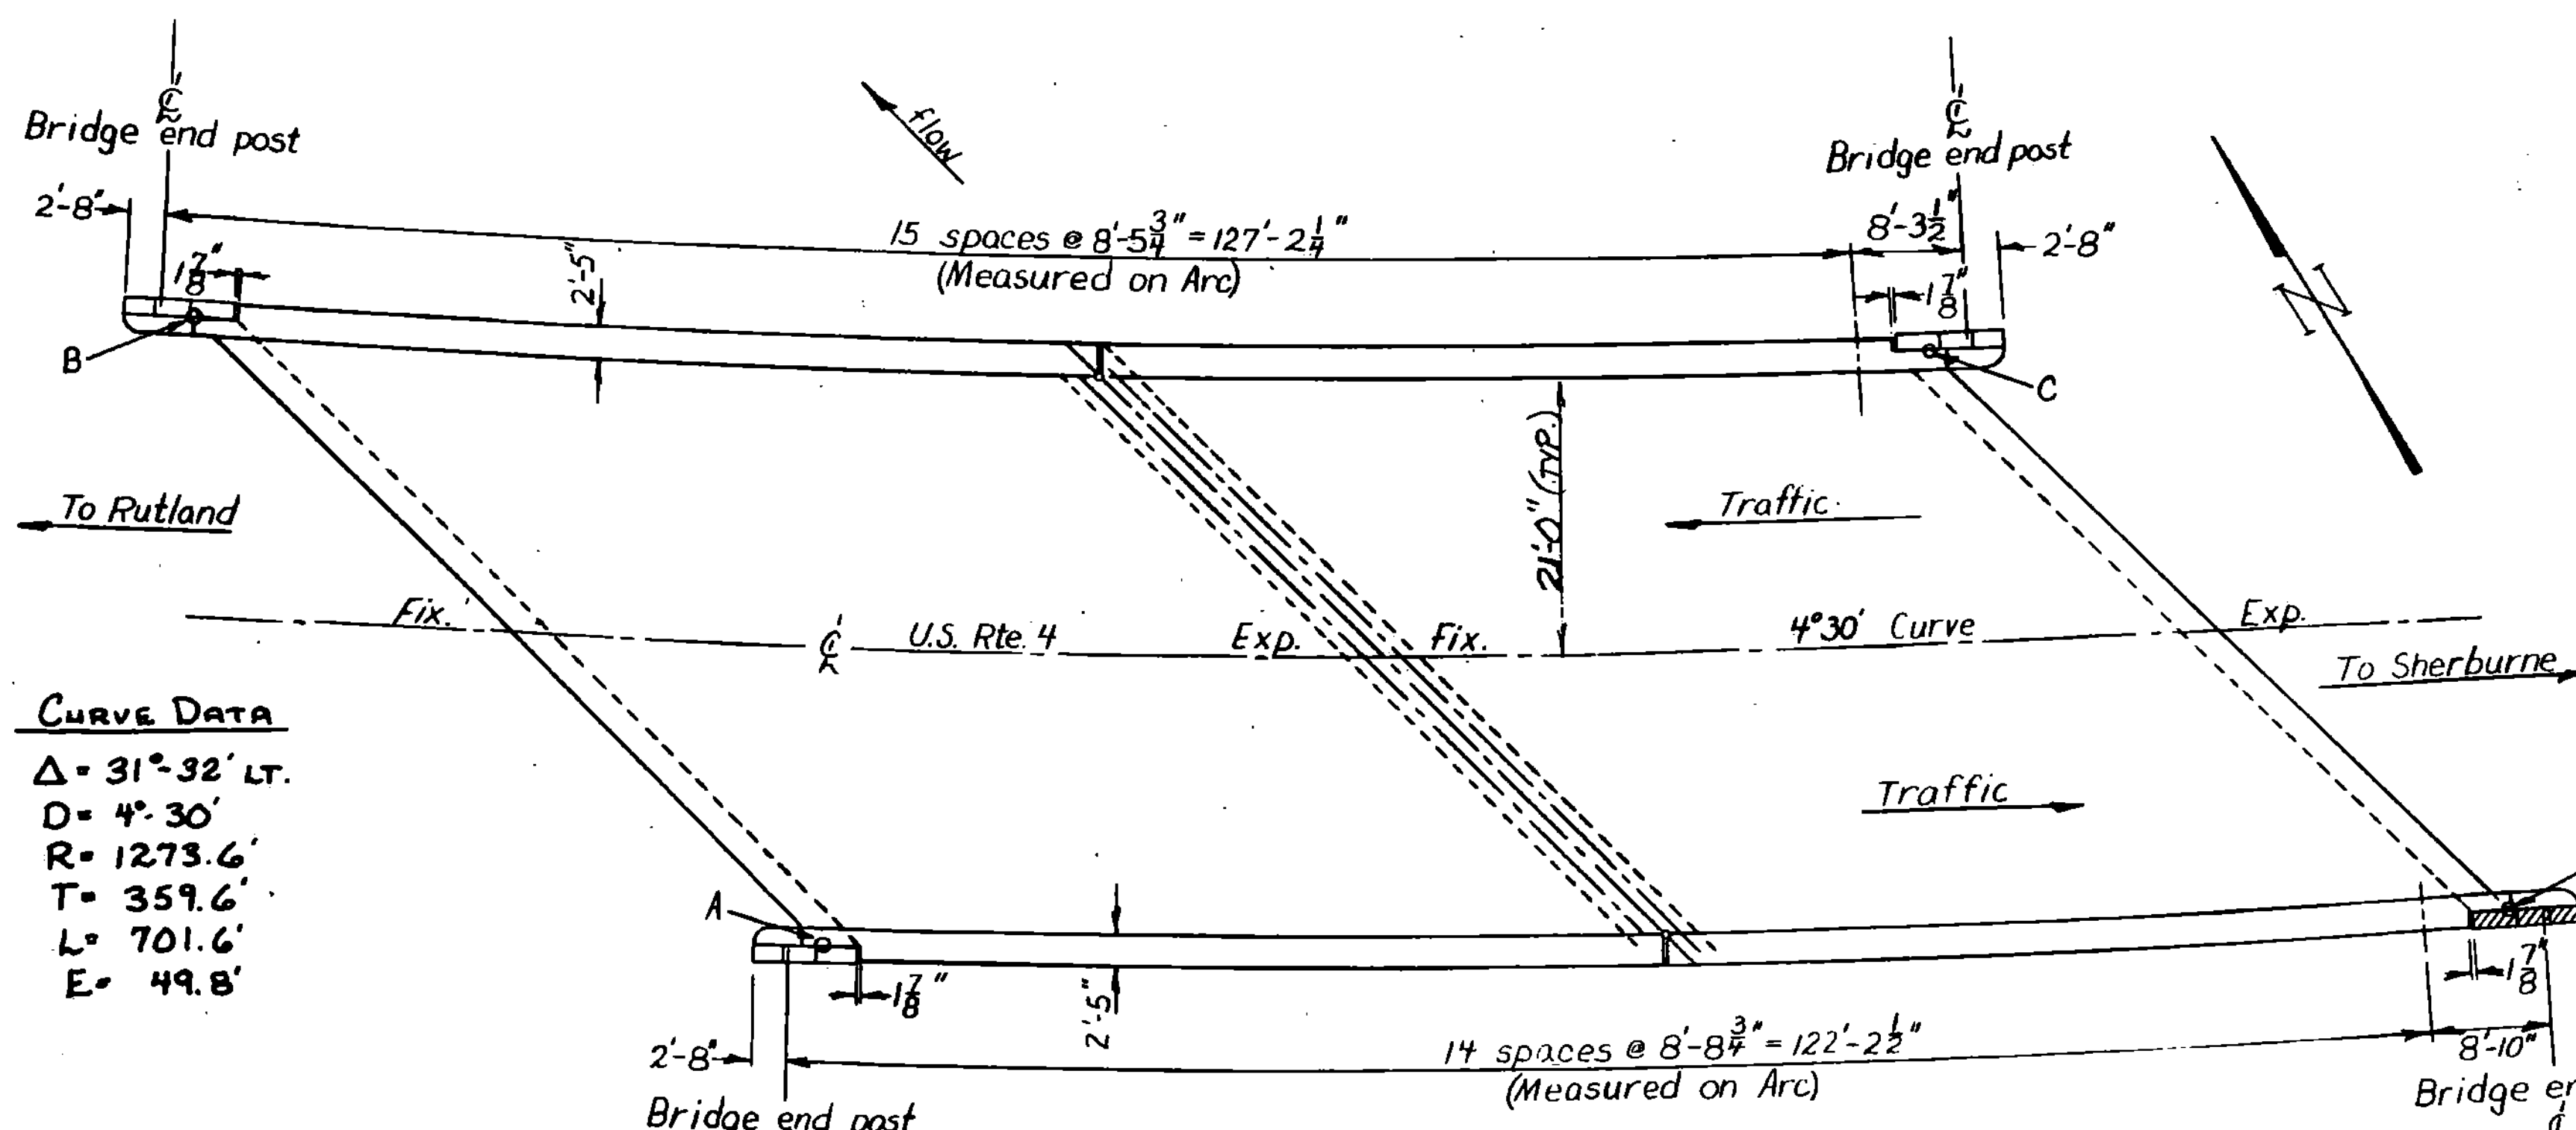 ℄
Bridge end post
2'-8"
1 7/8"
15 spaces @ 8'-5 3/4" = 127'-2 1/4"
(Measured on Arc)
2'-5"
flow
℄
Bridge end post
8'-3 1/2"
2'-8"
1 7/8"
N
B
C
21'-0" (TYP.)
To Rutland
Traffic
Fix.
℄ U.S. Rte. 4
Exp.
Fix.
4°30' Curve
Exp.
To Sherburne
CURVE DATA
Δ = 31°-32' LT.
D = 4°-30'
R = 1273.6'
T = 359.6'
L = 701.6'
E = 49.8'
Traffic
A
1 7/8"
2'-5"
2'-8"
14 spaces @ 8'-8 3/4" = 122'-2 1/2"
(Measured on Arc)
1 7/8"
8'-10"
Bridge end post
Bridge